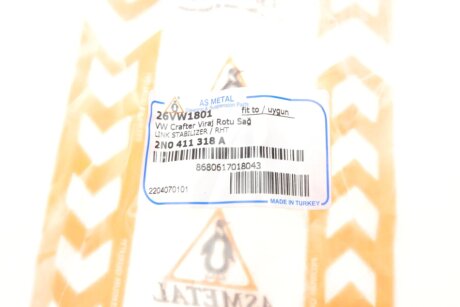 AS METAL
26VW1801 fit to / uygun
VW Crafter Viraj Rotu Sağ
LINK STABILIZER / RHT
2N0 411 318 A
8680617018043
2204070101
MADE IN TURKEY
ASMETAL